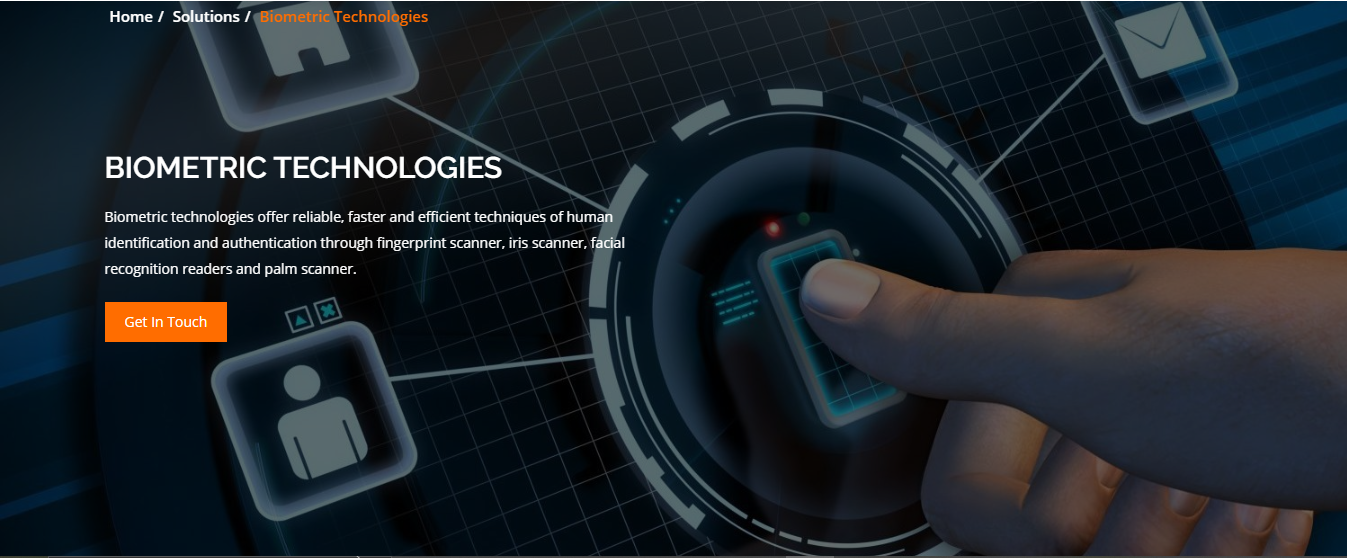 Home / Solutions / Biometric Technologies
BIOMETRIC TECHNOLOGIES
Biometric technologies offer reliable, faster and efficient techniques of human
identification and authentication through fingerprint scanner, iris scanner, facial
recognition readers and palm scanner.
Get In Touch